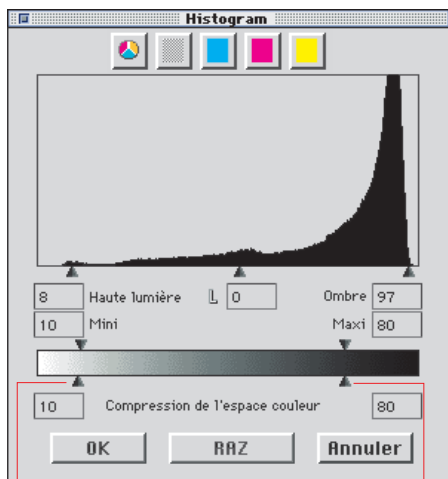 Histogram
8 Haute lumière L 0 Ombre 97
10 Mini Maxi 80
10 Compression de l'espace couleur 80
OK RAZ Annuler